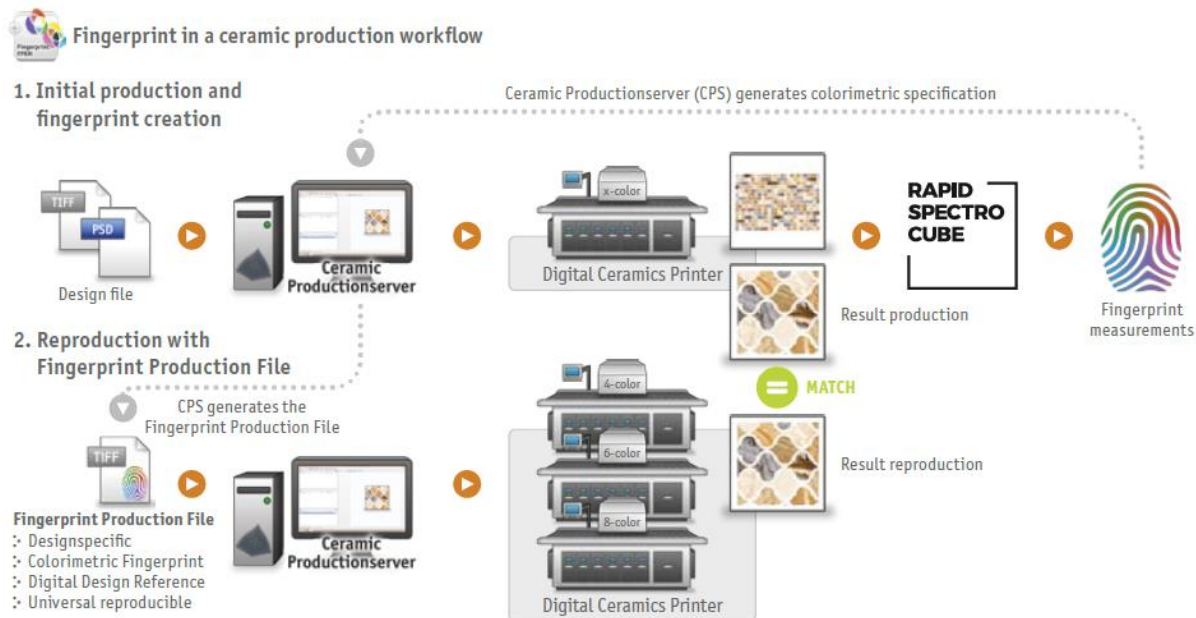 Fingerprint in a ceramic production workflow
1. Initial production and
fingerprint creation
Ceramic Productionserver (CPS) generates colorimetric specification
TIFF
PSD
Design file
Ceramic
Productionserver
x-color
Digital Ceramics Printer
Result production
RAPID
SPECTRO
CUBE
Fingerprint
measurements
2. Reproduction with
Fingerprint Production File
CPS generates the
Fingerprint Production File
TIFF
Fingerprint Production File
Designspecific
Colorimetric Fingerprint
Digital Design Reference
Universal reproducible
Ceramic
Productionserver
4-color
6-color
8-color
Digital Ceramics Printer
MATCH
Result reproduction